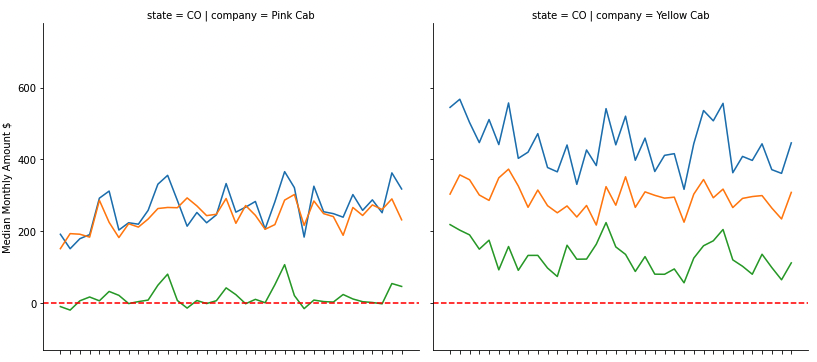 state = CO | company = Pink Cab
state = CO | company = Yellow Cab
Median Monthly Amount $
600
400
200
0